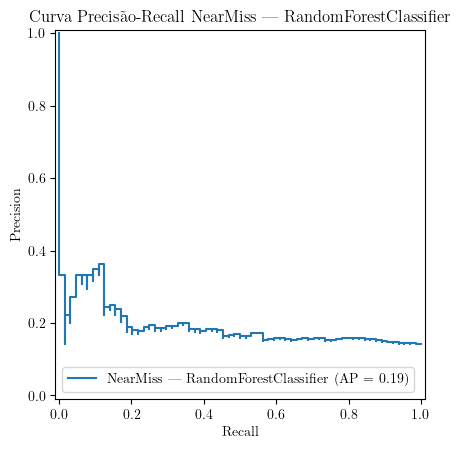 Curva Precisão-Recall NearMiss — RandomForestClassifier
1.0
0.8
0.6
0.4
0.2
0.0
Precision
NearMiss — RandomForestClassifier (AP = 0.19)
0.0 0.2 0.4 0.6 0.8 1.0
Recall